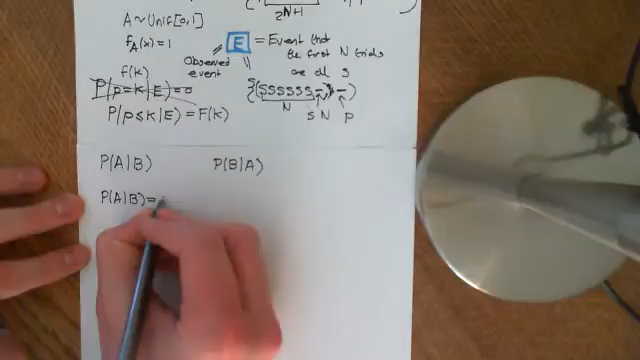 2N+1
A ~ Unif[0,1]
f_A(x) = 1
E = Event that
the first N trials
are all S
Observed
event
f(k)
P(p=k|E)=0
{(SSSSSS–)}–)
N
S N p
P(p≤k|E) = F(k)
P(A|B) P(B|A)
P(A|B)=